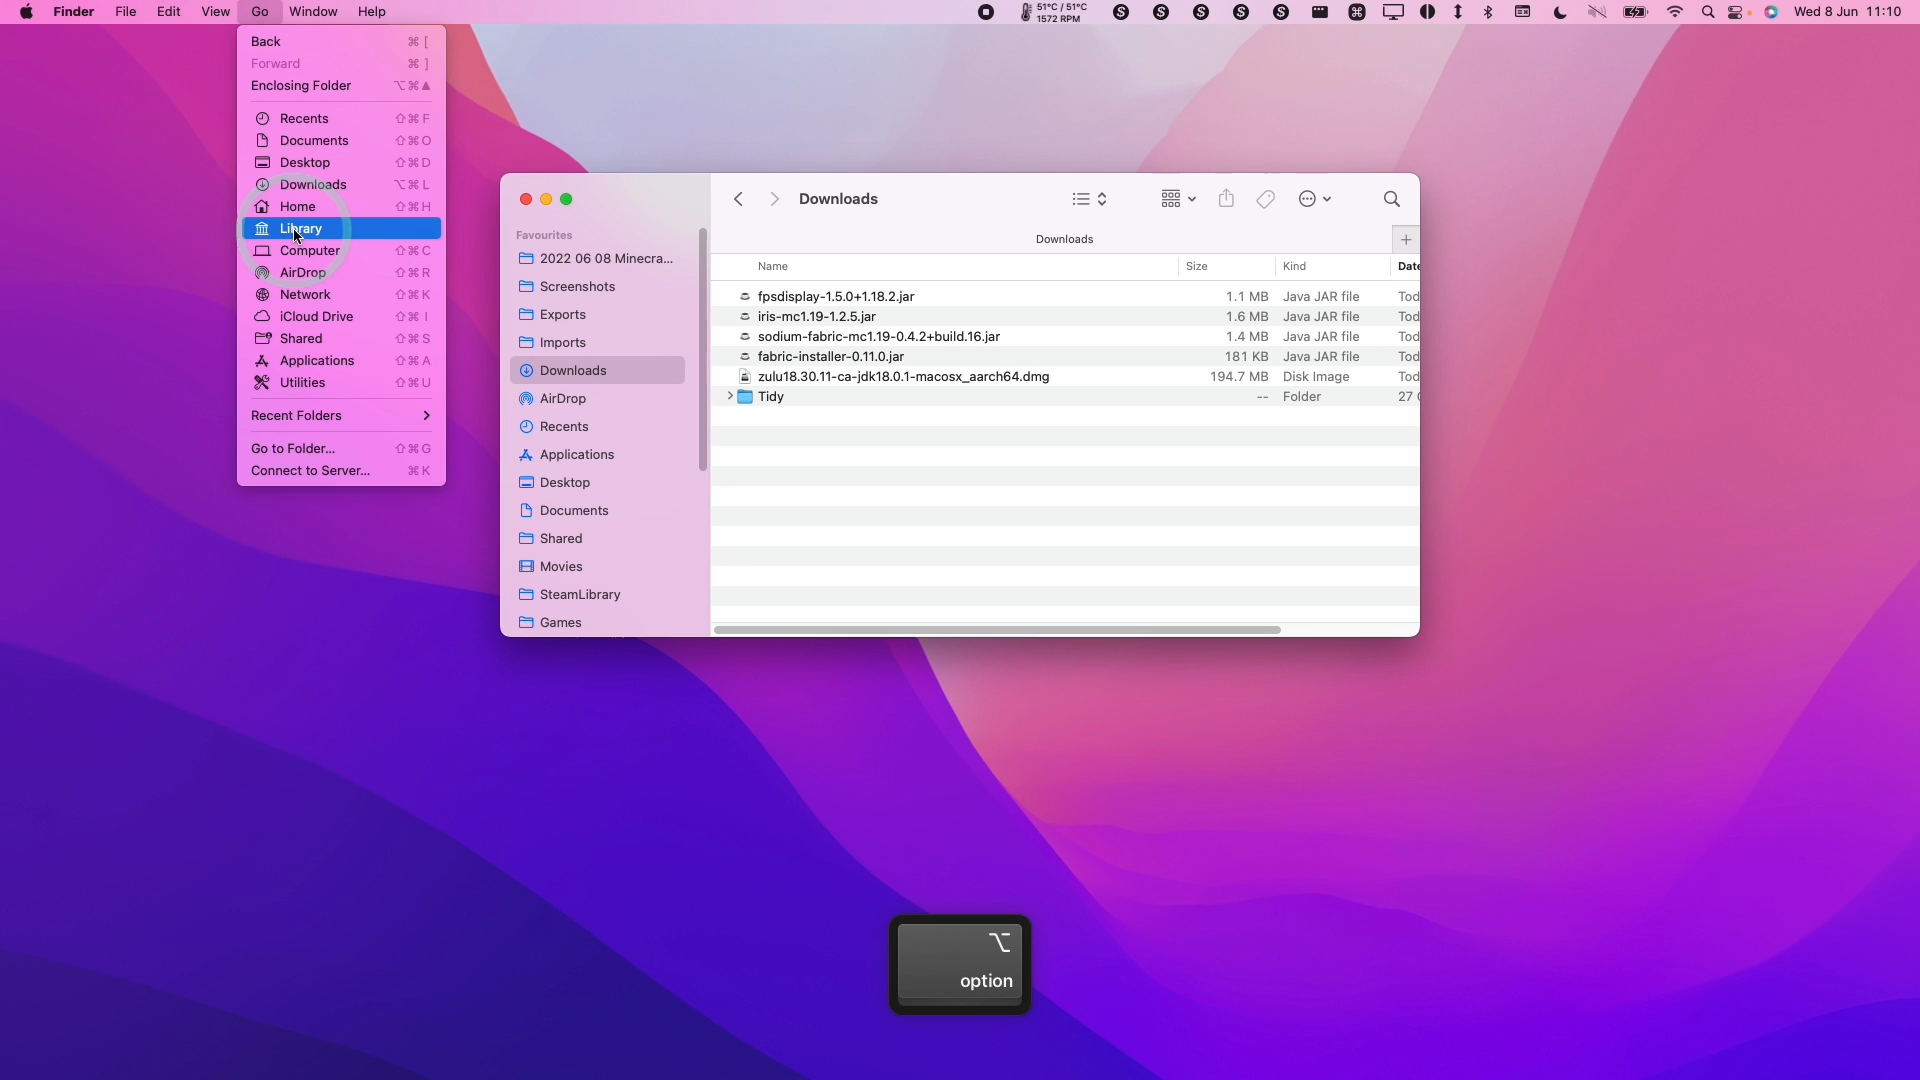 Finder File Edit View Go Window Help
51°C / 51°C
1572 RPM
Wed 8 Jun 11:10
Back ⌘ [
Forward ⌘ ]
Enclosing Folder ⌥⌘▲
Recents ⇧⌘F
Documents ⇧⌘O
Desktop ⇧⌘D
Downloads ⌥⌘L
Home ⇧⌘H
Library
Computer ⇧⌘C
AirDrop ⇧⌘R
Network ⇧⌘K
iCloud Drive ⇧⌘I
Shared ⇧⌘S
Applications ⇧⌘A
Utilities ⇧⌘U
Recent Folders
Go to Folder... ⇧⌘G
Connect to Server... ⌘K
Favourites
2022 06 08 Minecra...
Screenshots
Exports
Imports
Downloads
AirDrop
Recents
Applications
Desktop
Documents
Shared
Movies
SteamLibrary
Games
Downloads
Downloads
Name Size Kind Date
fpsdisplay-1.5.0+1.18.2.jar 1.1 MB Java JAR file Tod
iris-mc1.19-1.2.5.jar 1.6 MB Java JAR file Tod
sodium-fabric-mc1.19-0.4.2+build.16.jar 1.4 MB Java JAR file Tod
fabric-installer-0.11.0.jar 181 KB Java JAR file Tod
zulu18.30.11-ca-jdk18.0.1-macosx_aarch64.dmg 194.7 MB Disk Image Tod
Tidy -- Folder 27
⌥
option